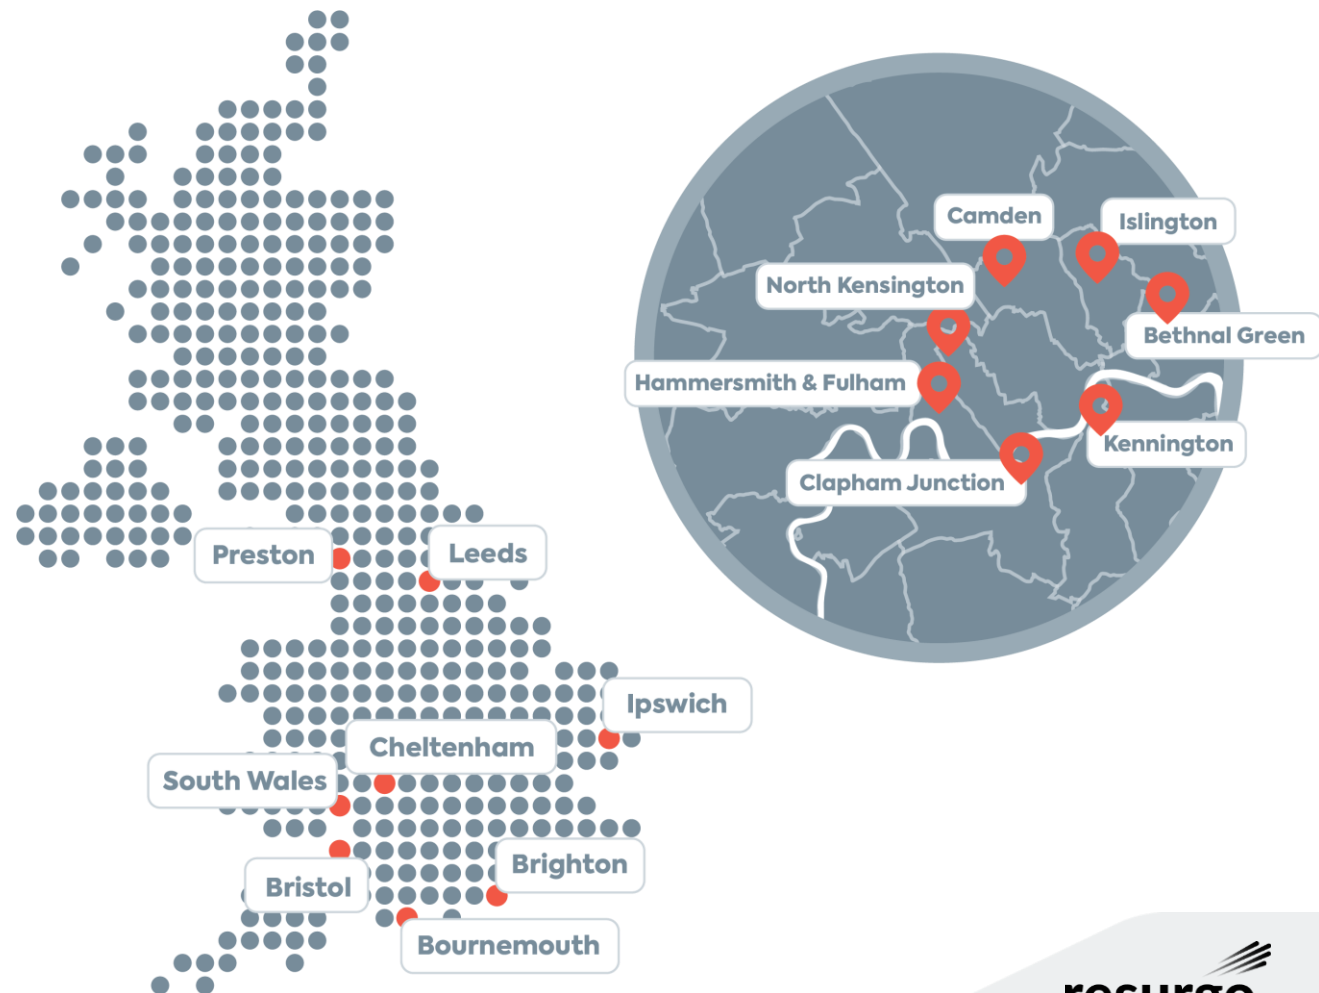 Camden
Islington
North Kensington
Bethnal Green
Hammersmith & Fulham
Kennington
Clapham Junction
Preston
Leeds
Ipswich
Cheltenham
South Wales
Brighton
Bristol
Bournemouth
resurgo